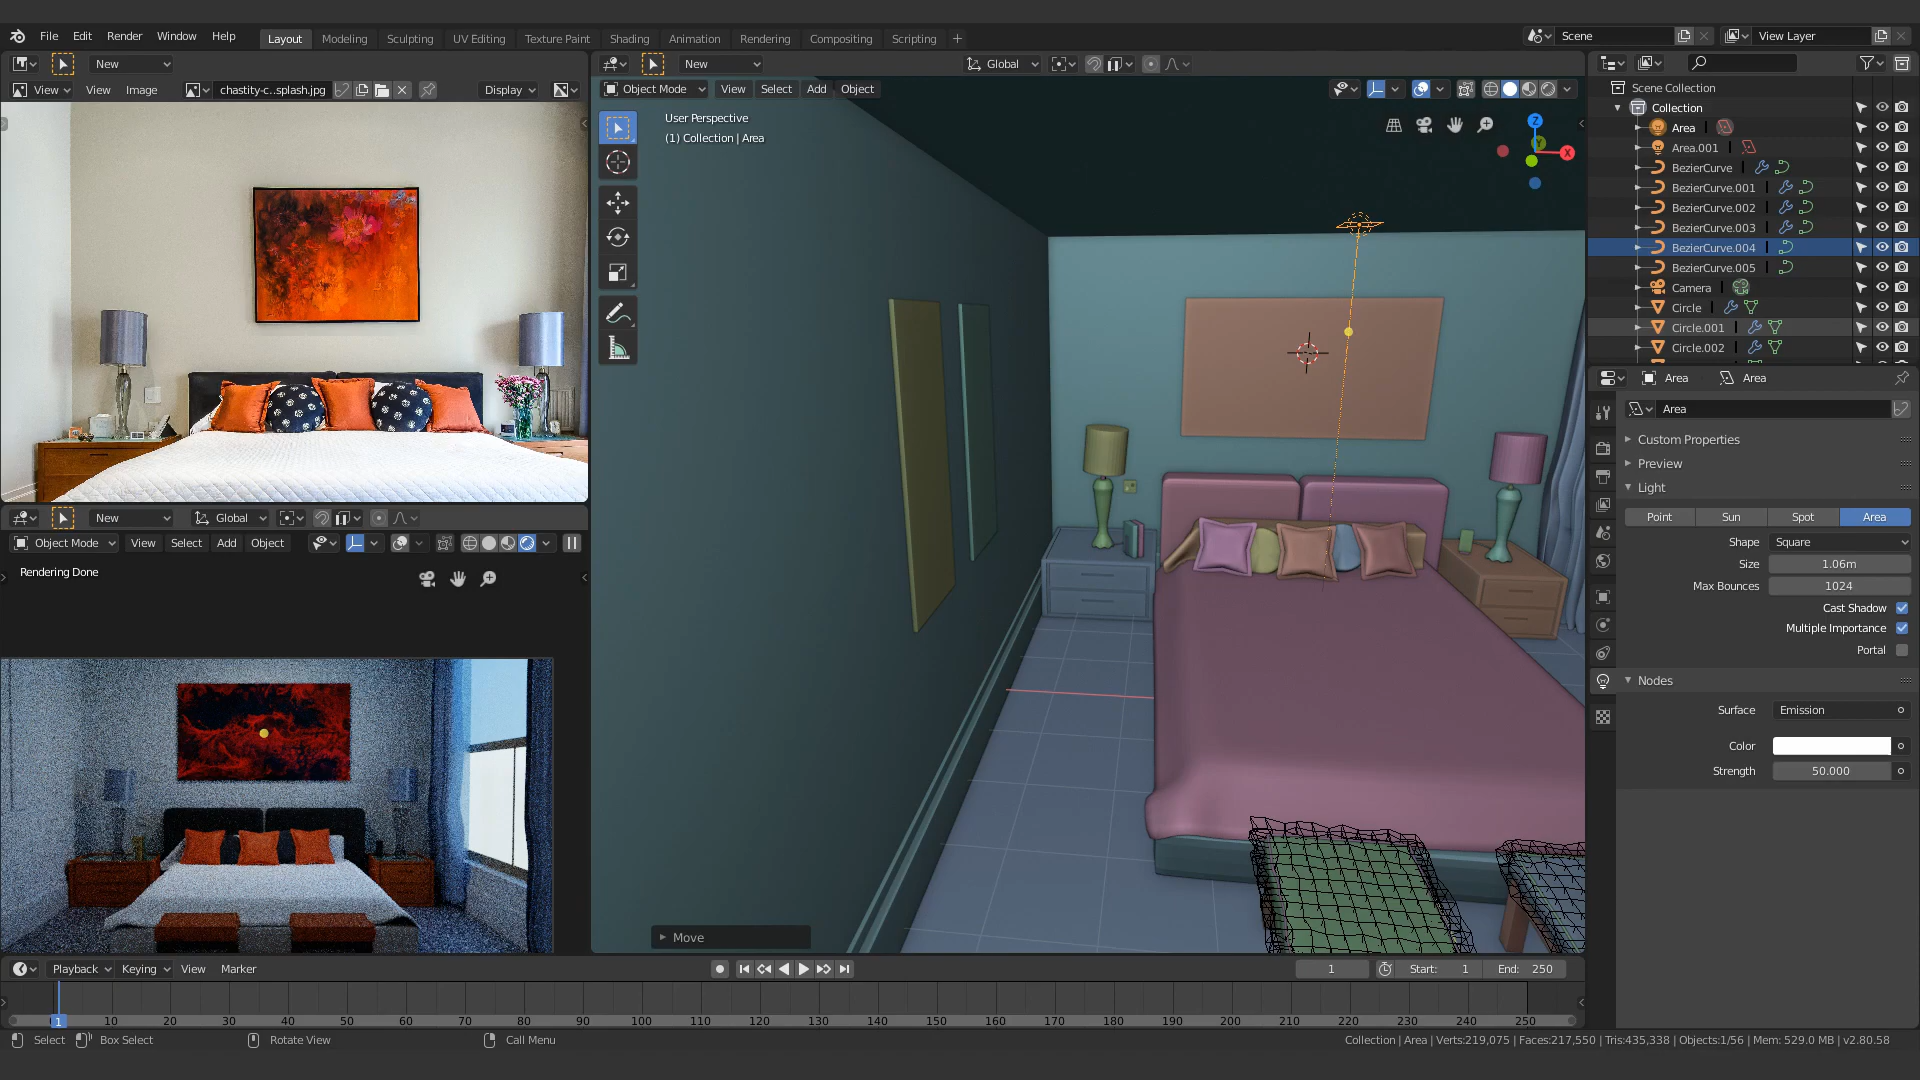 File Edit Render Window Help Layout Modeling Sculpting UV Editing Texture Paint Shading Animation Rendering Compositing Scripting + Scene View Layer
New
View View Image chastity-c..splash.jpg Display
New Global
Object Mode View Select Add Object
User Perspective
(1) Collection | Area
Z
Y
X
Move
New Global
Object Mode View Select Add Object
Rendering Done
Scene Collection
Collection
Area
Area.001
BezierCurve
BezierCurve.001
BezierCurve.002
BezierCurve.003
BezierCurve.004
BezierCurve.005
Camera
Circle
Circle.001
Circle.002
Area Area
Area
Custom Properties
Preview
Light
Point Sun Spot Area
Shape Square
Size 1.06m
Max Bounces 1024
Cast Shadow
Multiple Importance
Portal
Nodes
Surface Emission
Color
Strength 50.000
Playback Keying View Marker 1 Start: 1 End: 250
1 10 20 30 40 50 60 70 80 90 100 110 120 130 140 150 160 170 180 190 200 210 220 230 240 250
Select Box Select Rotate View Call Menu Collection | Area | Verts:219,075 | Faces:217,550 | Tris:435,338 | Objects:1/56 | Mem: 529.0 MB | v2.80.58